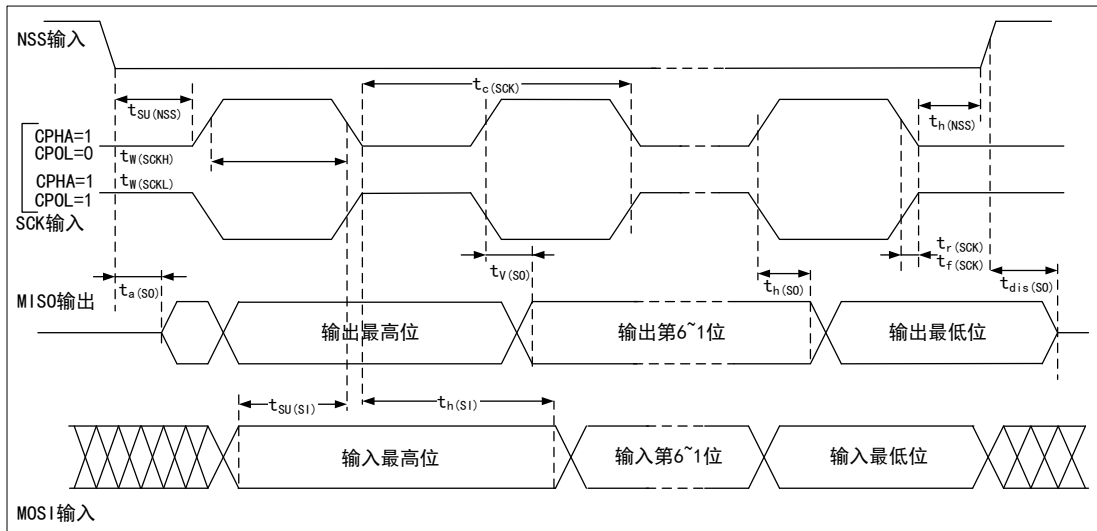 NSS输入
tc(SCK)
tSU(NSS)
th(NSS)
CPHA=1
CPOL=0
tW(SCKH)
CPHA=1
tW(SCKL)
CPOL=1
SCK输入
tr(SCK)
tV(SO)
tf(SCK)
ta(SO)
th(SO)
tdis(SO)
MISO输出
输出最高位
输出第6~1位
输出最低位
tSU(SI)
th(SI)
输入最高位
输入第6~1位
输入最低位
MOSI输入